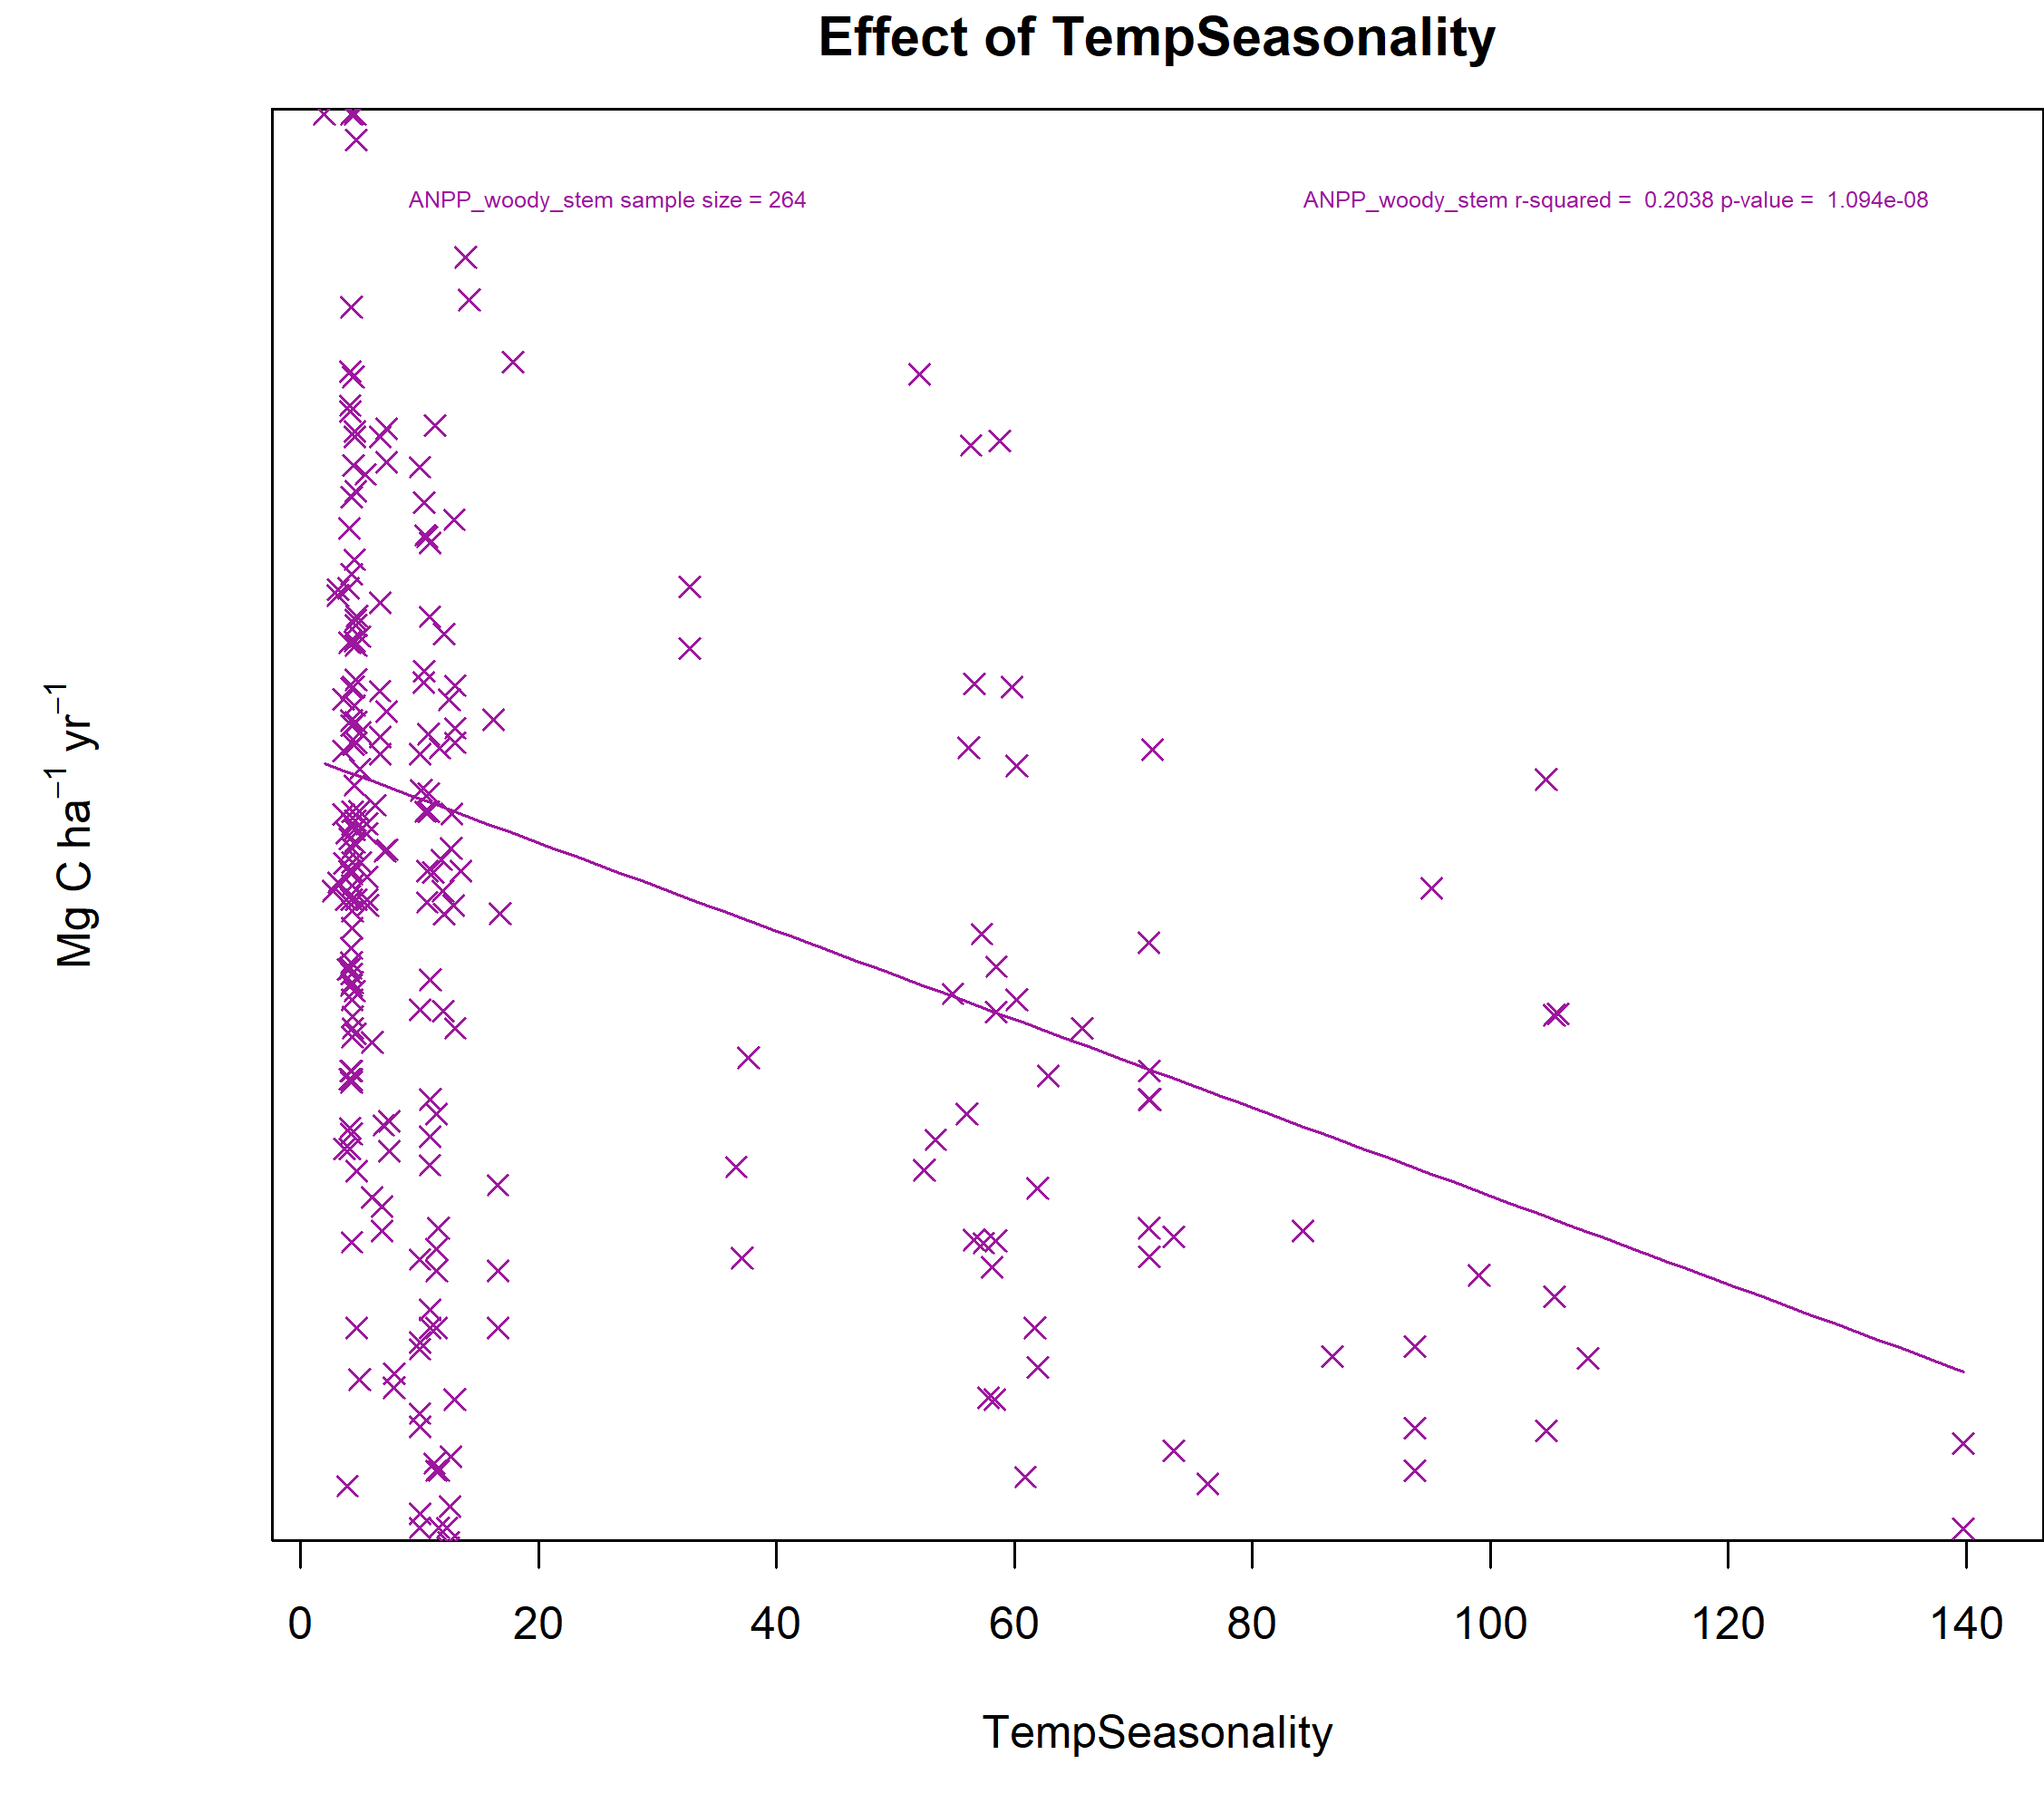 Effect of TempSeasonality
ANPP_woody_stem sample size = 264
ANPP_woody_stem r-squared =  0.2038 p-value =  1.094e-08
Mg C ha⁻¹ yr⁻¹
0 20 40 60 80 100 120 140
TempSeasonality